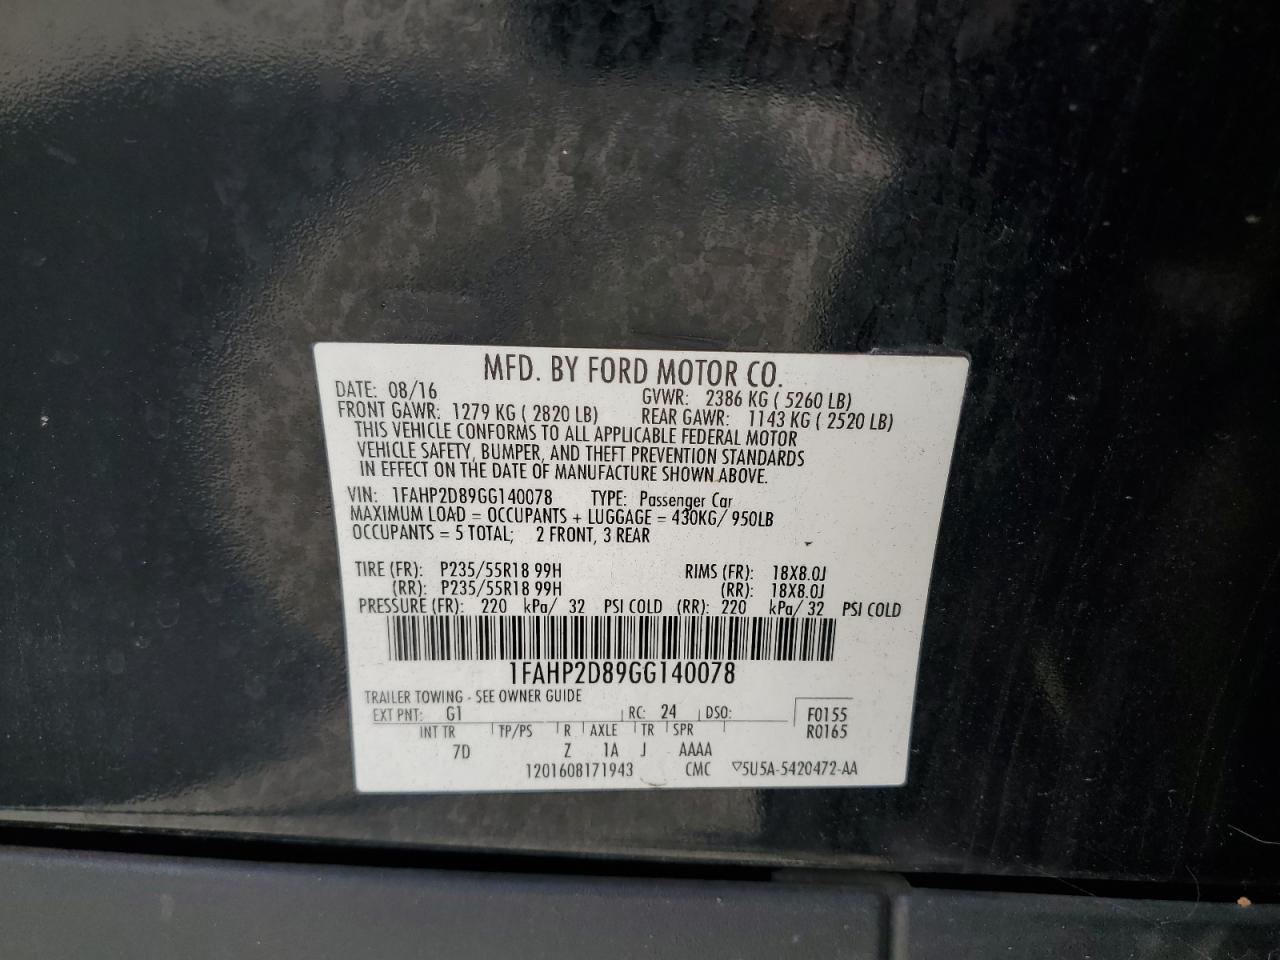 MFD. BY FORD MOTOR CO.
DATE: 08/16 GVWR: 2386 KG ( 5260 LB)
FRONT GAWR: 1279 KG ( 2820 LB) REAR GAWR: 1143 KG ( 2520 LB)
THIS VEHICLE CONFORMS TO ALL APPLICABLE FEDERAL MOTOR
VEHICLE SAFETY, BUMPER, AND THEFT PREVENTION STANDARDS
IN EFFECT ON THE DATE OF MANUFACTURE SHOWN ABOVE.
VIN: 1FAHP2D89GG140078 TYPE: Passenger Car
MAXIMUM LOAD = OCCUPANTS + LUGGAGE = 430KG/ 950LB
OCCUPANTS = 5 TOTAL; 2 FRONT, 3 REAR
TIRE (FR): P235/55R18 99H RIMS (FR): 18X8.0J
(RR): P235/55R18 99H (RR): 18X8.0J
PRESSURE (FR): 220 kPa/ 32 PSI COLD (RR): 220 kPa/ 32 PSI COLD
1FAHP2D89GG140078
TRAILER TOWING - SEE OWNER GUIDE
EXT PNT: G1 RC: 24 DSO: F0155
INT TR TP/PS R AXLE TR SPR R0165
7D Z 1A J AAAA
1201608171943 CMC ▽5U5A-5420472-AA